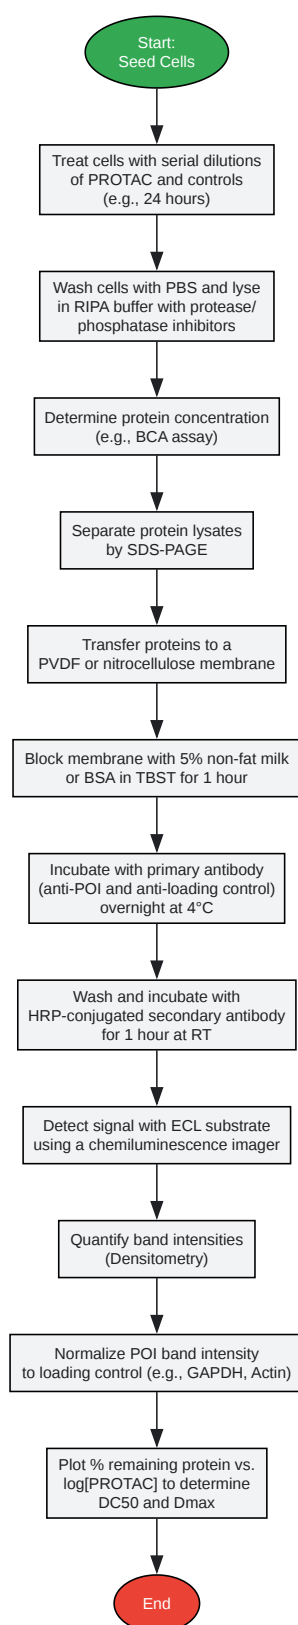 Start:
Seed Cells
Treat cells with serial dilutions
of PROTAC and controls
(e.g., 24 hours)
Wash cells with PBS and lyse
in RIPA buffer with protease/
phosphatase inhibitors
Determine protein concentration
(e.g., BCA assay)
Separate protein lysates
by SDS-PAGE
Transfer proteins to a
PVDF or nitrocellulose membrane
Block membrane with 5% non-fat milk
or BSA in TBST for 1 hour
Incubate with primary antibody
(anti-POI and anti-loading control)
overnight at 4°C
Wash and incubate with
HRP-conjugated secondary antibody
for 1 hour at RT
Detect signal with ECL substrate
using a chemiluminescence imager
Quantify band intensities
(Densitometry)
Normalize POI band intensity
to loading control (e.g., GAPDH, Actin)
Plot % remaining protein vs.
log[PROTAC] to determine
DC50 and Dmax
End